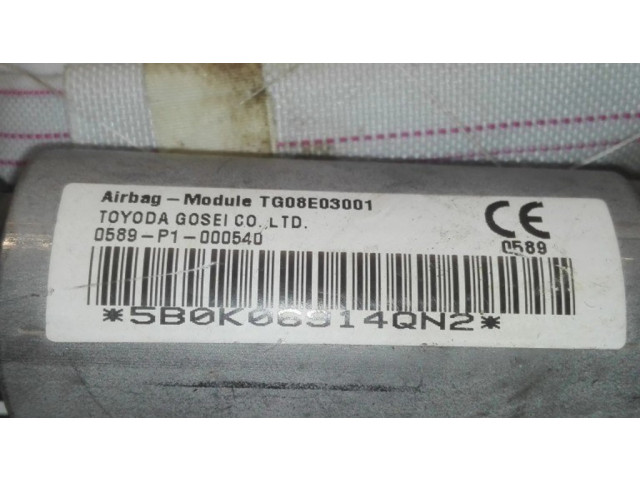 Airbag-Module TG08E03001
TOYODA GOSEI CO.,LTD.
0589-P1-000540
CE
0589
*5B0K06914QN2*